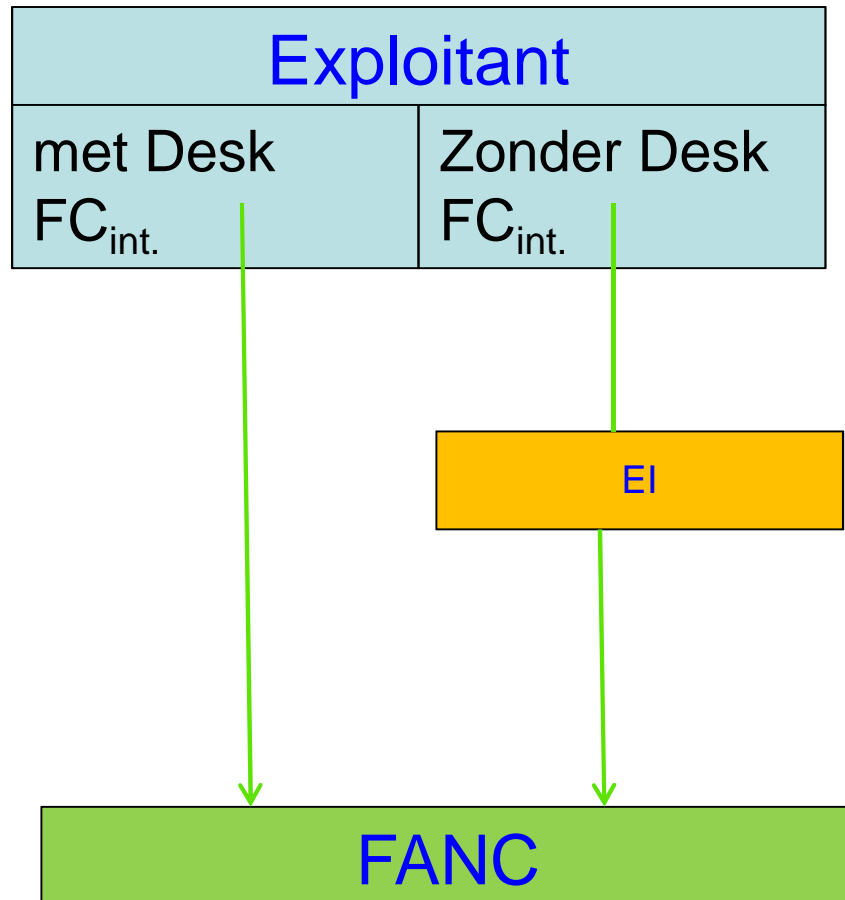 Exploitant
met Desk
FCint.
Zonder Desk
FCint.
EI
FANC